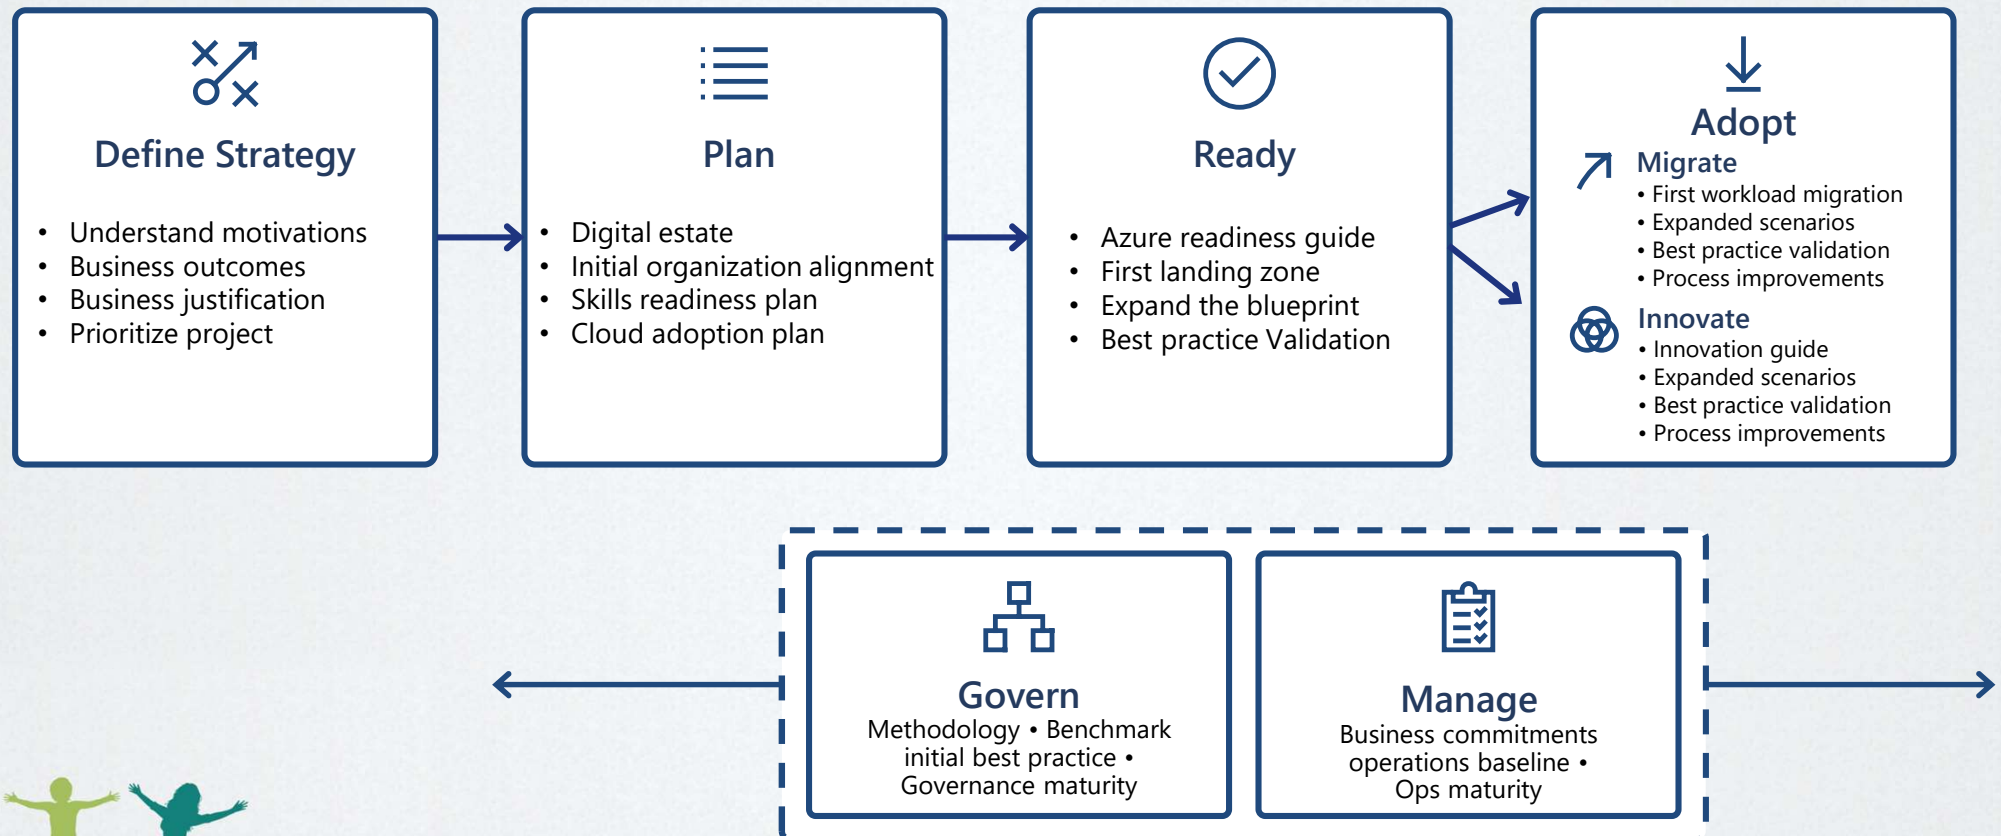 Define Strategy
• Understand motivations
• Business outcomes
• Business justification
• Prioritize project
Plan
• Digital estate
• Initial organization alignment
• Skills readiness plan
• Cloud adoption plan
Ready
• Azure readiness guide
• First landing zone
• Expand the blueprint
• Best practice Validation
Adopt
Migrate
• First workload migration
• Expanded scenarios
• Best practice validation
• Process improvements
Innovate
• Innovation guide
• Expanded scenarios
• Best practice validation
• Process improvements
Govern
Methodology • Benchmark
initial best practice •
Governance maturity
Manage
Business commitments
operations baseline •
Ops maturity